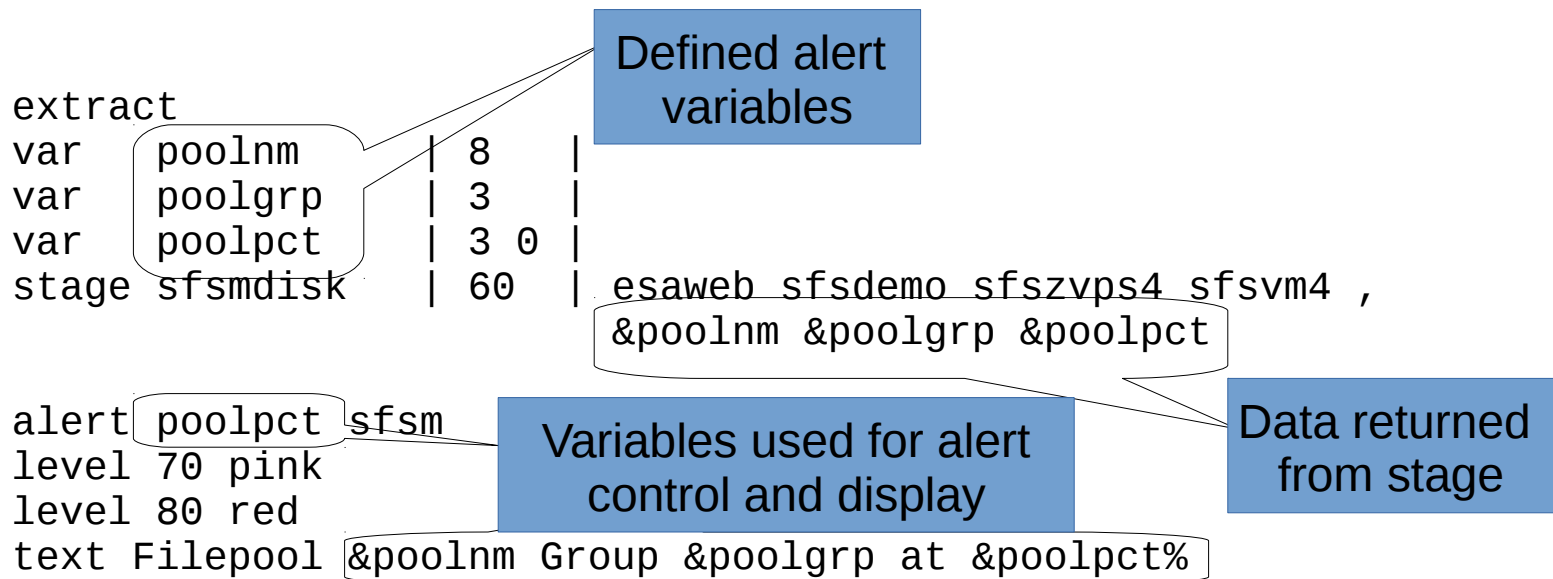 Defined alert
variables
extract
var poolnm | 8 |
var poolgrp | 3 |
var poolpct | 3 0 |
stage sfsmdisk | 60 | esaweb sfsdemo sfszvps4 sfsvm4 ,
&poolnm &poolgrp &poolpct
Data returned
from stage
alert poolpct sfsm
level 70 pink
level 80 red
text Filepool &poolnm Group &poolgrp at &poolpct%
Variables used for alert
control and display